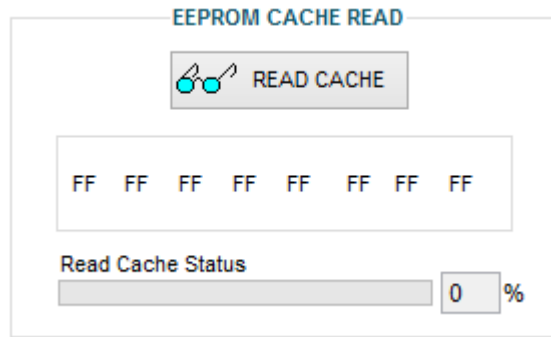 EEPROM CACHE READ
READ CACHE
FF FF FF FF FF FF FF FF
Read Cache Status
0 %